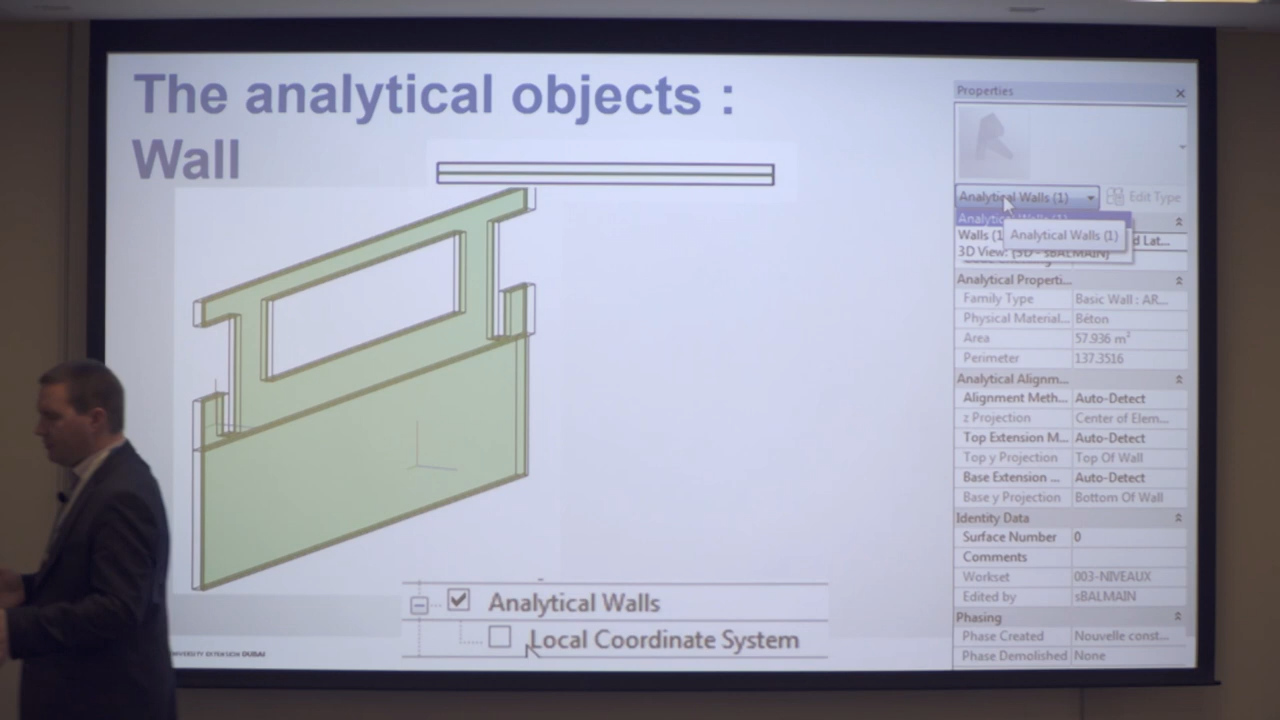 The analytical objects :
Wall
Properties
Analytical Walls (1)
Edit Type
Analytical Walls (1)
Walls (1
Analytical Walls (1)
d Lat...
3D View: (3D - sBALMAIN)
Analytical Properti...
Family Type Basic Wall : AR...
Physical Material... Béton
Area 57.936 m²
Perimeter 137.3516
Analytical Alignm...
Alignment Meth... Auto-Detect
z Projection Center of Elem...
Top Extension M... Auto-Detect
Top y Projection Top Of Wall
Base Extension ... Auto-Detect
Base y Projection Bottom Of Wall
Identity Data
Surface Number 0
Comments
Workset 003-NIVEAUX
Edited by sBALMAIN
Phasing
Phase Created Nouvelle const...
Phase Demolished None
Analytical Walls
Local Coordinate System
NIVERSITY EXTENSION DUBAI